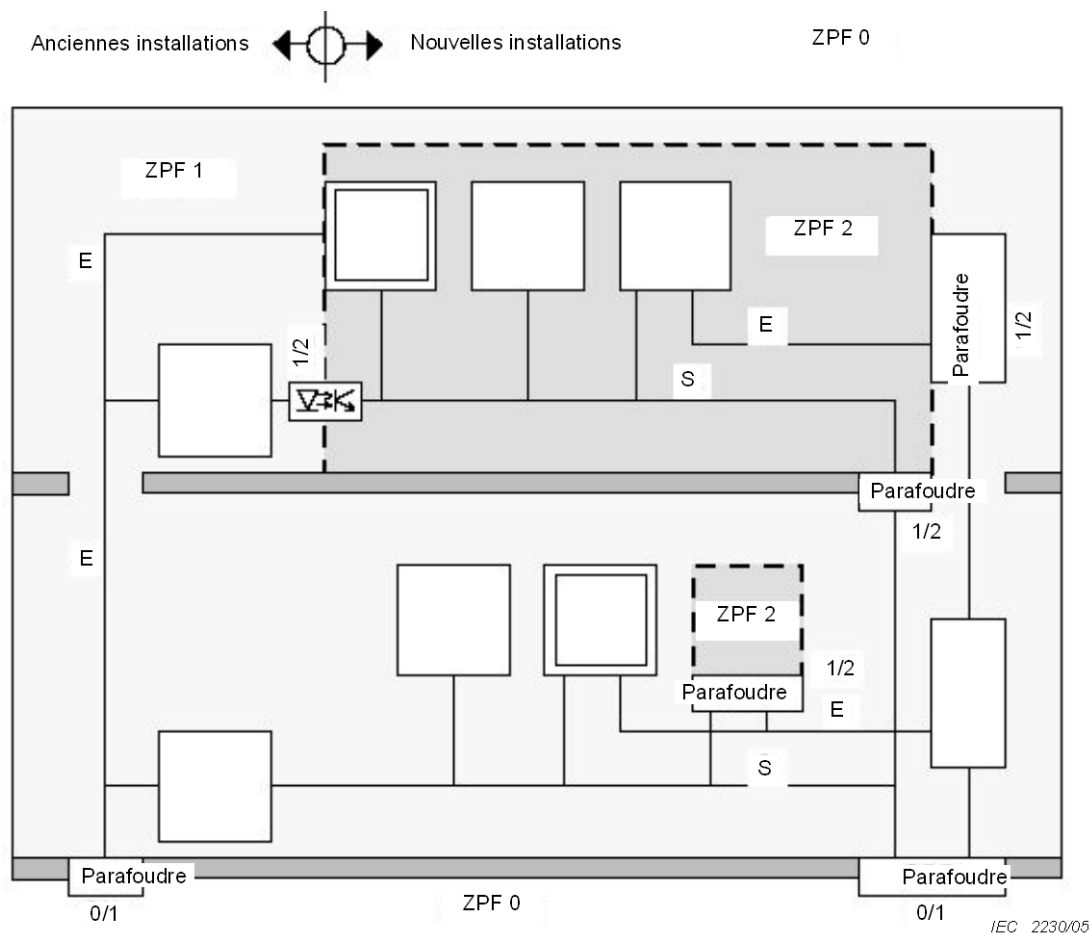 Anciennes installations Nouvelles installations ZPF 0
ZPF 1
ZPF 2
E
Parafoudre
1/2
E
1/2
S
Parafoudre
1/2
E
ZPF 2
1/2
Parafoudre
E
S
Parafoudre
Parafoudre
0/1
ZPF 0
0/1
IEC 2230/05